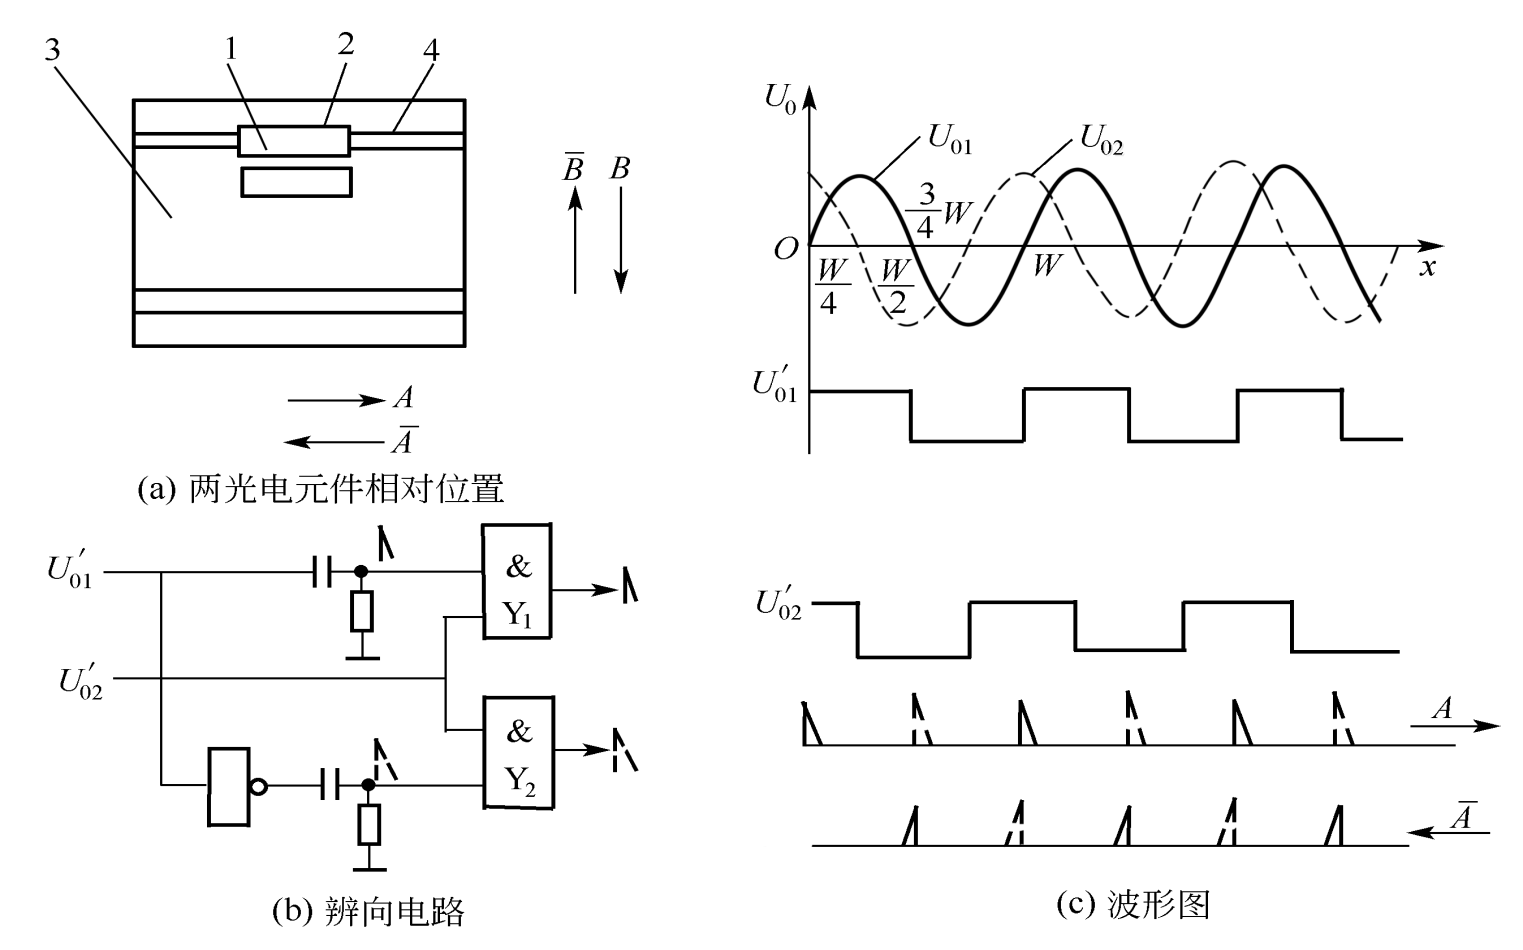 3
1
2
4
B̅
B
A
A̅
(a) 两光电元件相对位置
U₀
U₀₁
U₀₂
3/4 W
O
W/4
W/2
W
x
U′₀₁
U′₀₂
A
A̅
(c) 波形图
U′₀₁
&
Y₁
U′₀₂
&
Y₂
(b) 辨向电路